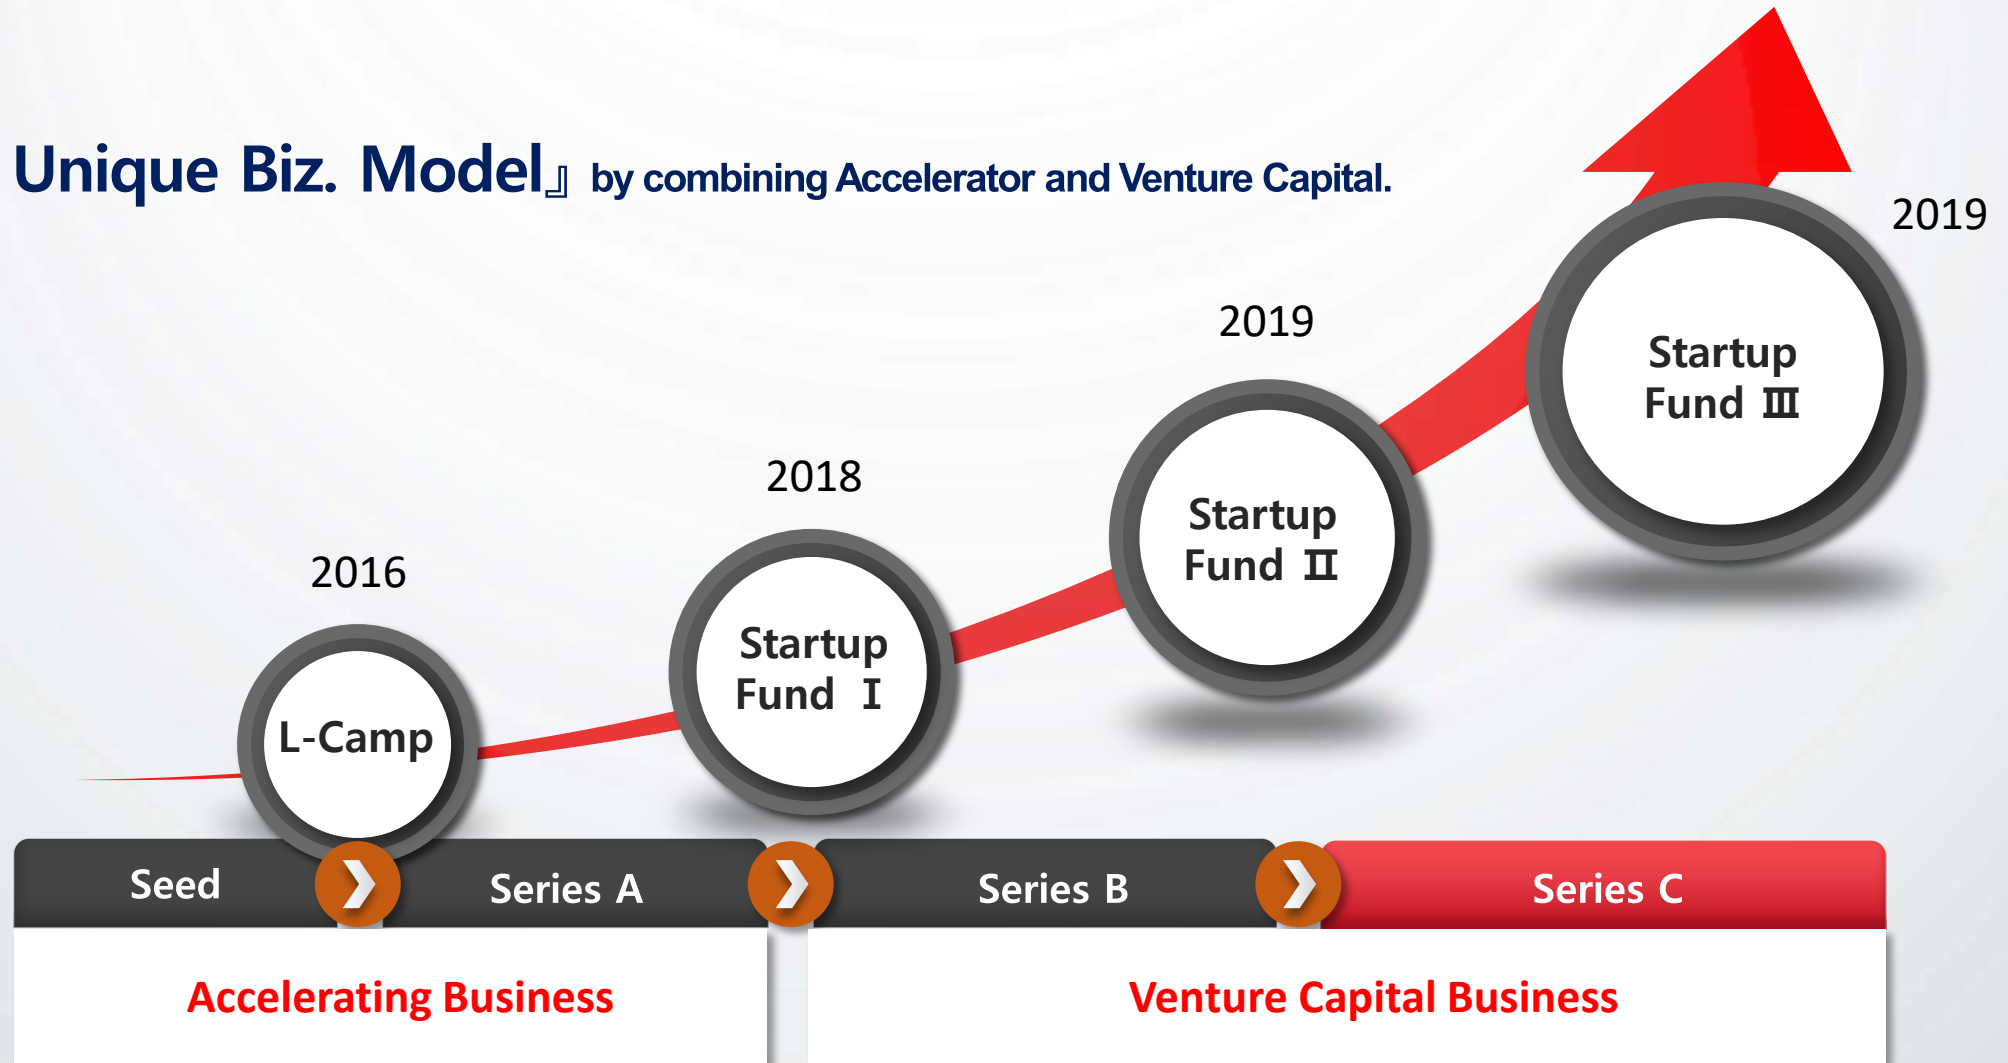 Unique Biz. Model』 by combining Accelerator and Venture Capital.
2019
2019
2018
2016
Startup
Fund Ⅲ
Startup
Fund Ⅱ
Startup
Fund Ⅰ
L-Camp
Seed
Series A
Series B
Series C
Accelerating Business
Venture Capital Business